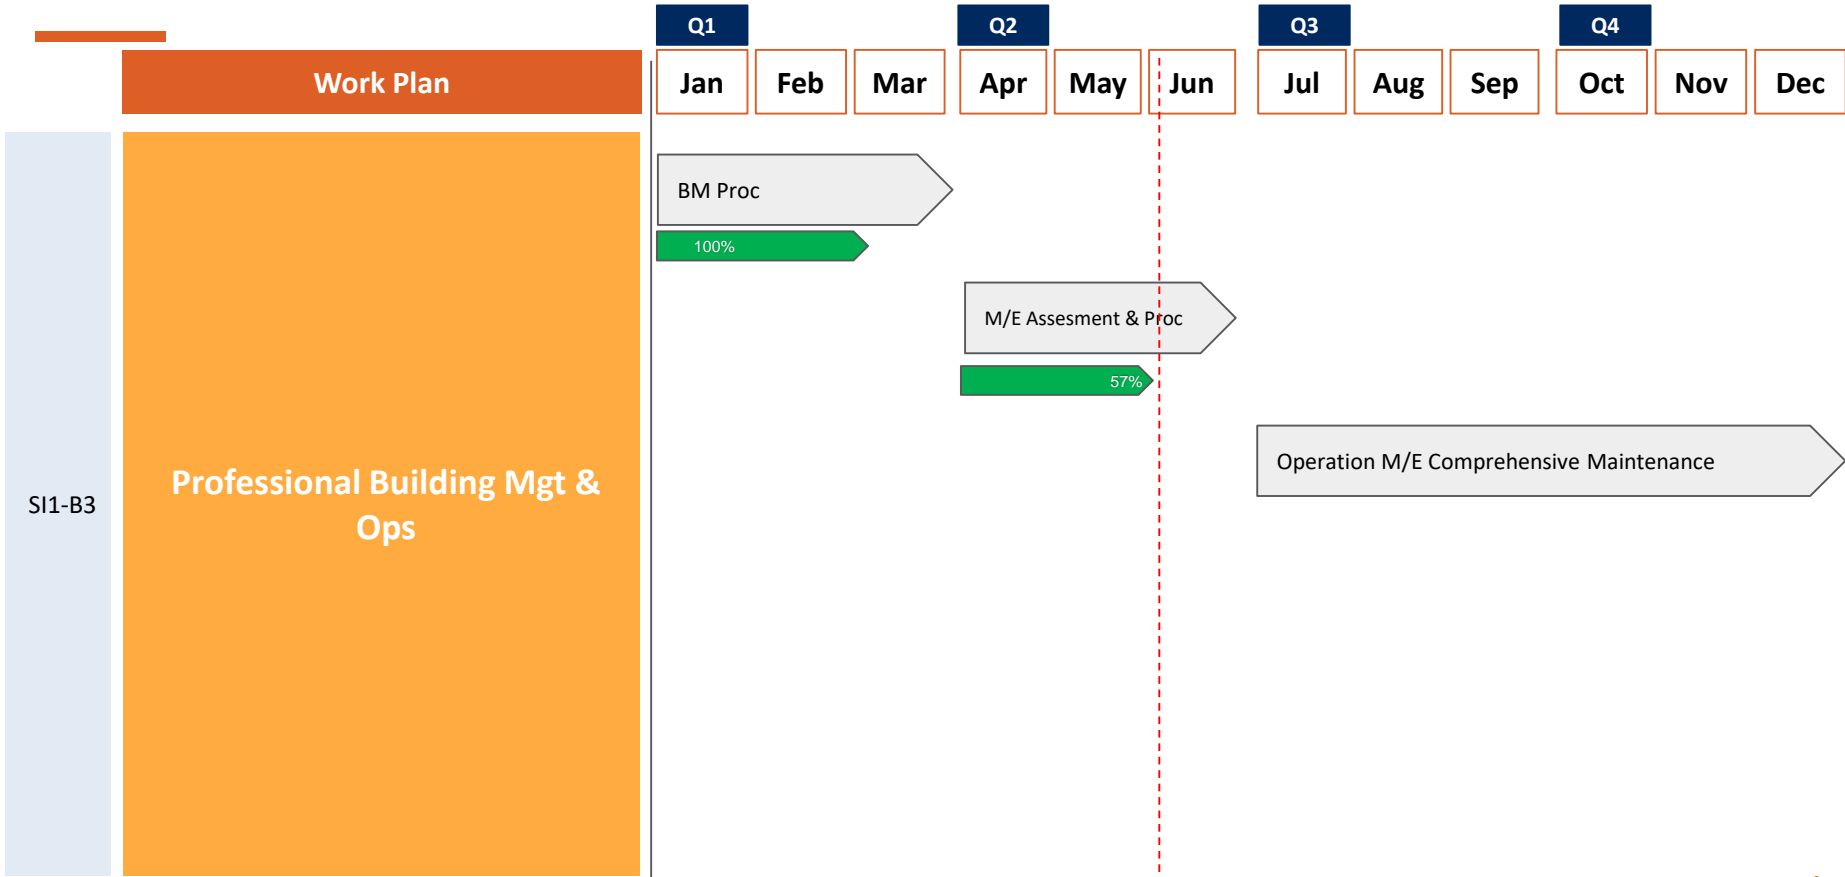 Q1
Q2
Q3
Q4
Work Plan
Jan
Feb
Mar
Apr
May
Jun
Jul
Aug
Sep
Oct
Nov
Dec
BM Proc
100%
M/E Assesment & Proc
57%
Operation M/E Comprehensive Maintenance
SI1-B3
Professional Building Mgt &
Ops